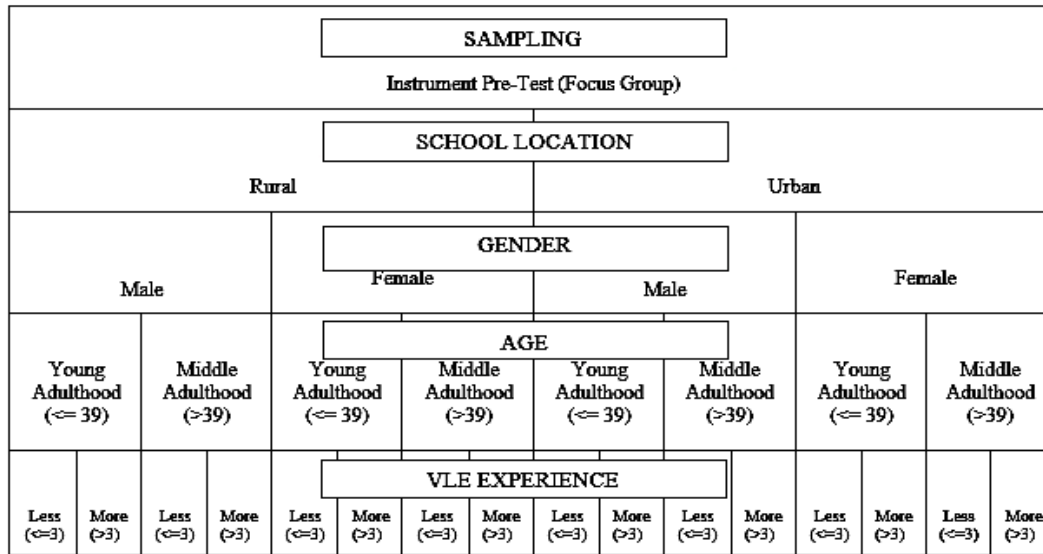 SAMPLING
Instrument Pre-Test (Focus Group)
SCHOOL LOCATION
Rural
Urban
GENDER
Male
Female
Male
Female
AGE
Young
Adulthood
(<= 39)
Middle
Adulthood
(>39)
Young
Adulthood
(<= 39)
Middle
Adulthood
(>39)
Young
Adulthood
(<= 39)
Middle
Adulthood
(>39)
Young
Adulthood
(<= 39)
Middle
Adulthood
(>39)
VLE EXPERIENCE
Less
(<=3)
More
(>3)
Less
(<=3)
More
(>3)
Less
(<=3)
More
(>3)
Less
(<=3)
More
(>3)
Less
(<=3)
More
(>3)
Less
(<=3)
More
(>3)
Less
(<=3)
More
(>3)
Less
(<=3)
More
(>3)